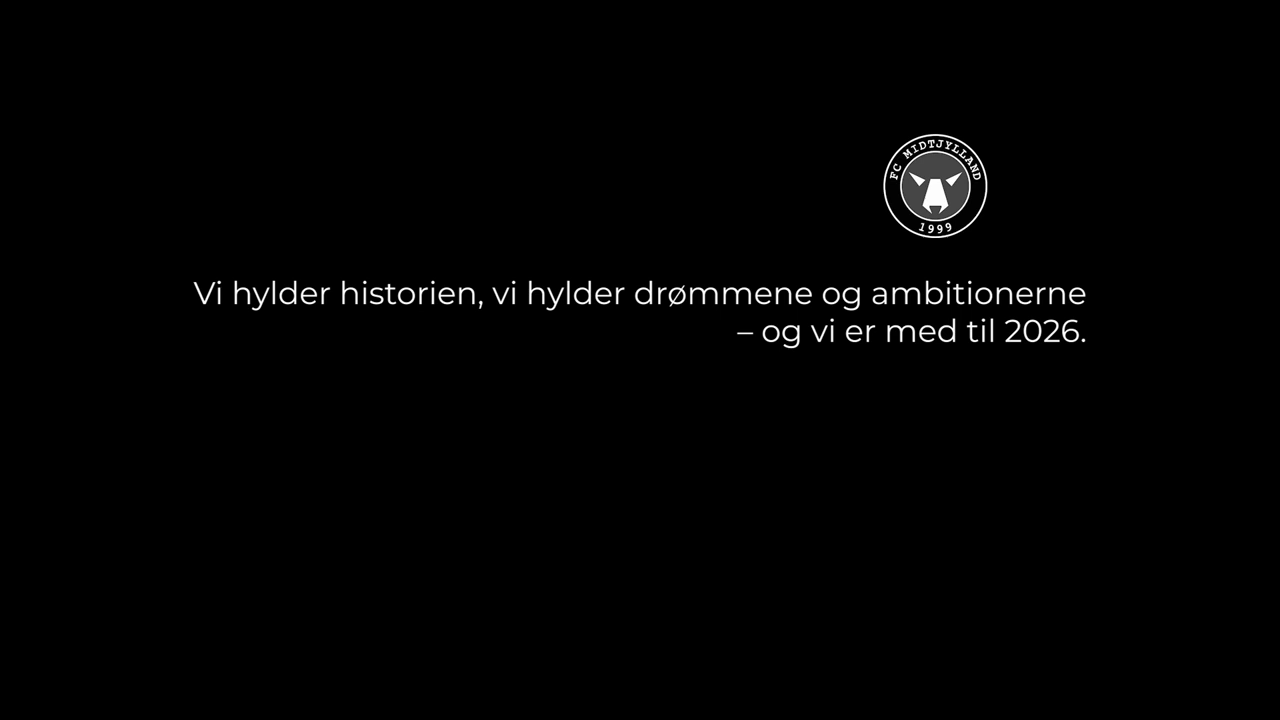 FC MIDTJYLLAND
1999
Vi hylder historien, vi hylder drømmene og ambitionerne
– og vi er med til 2026.